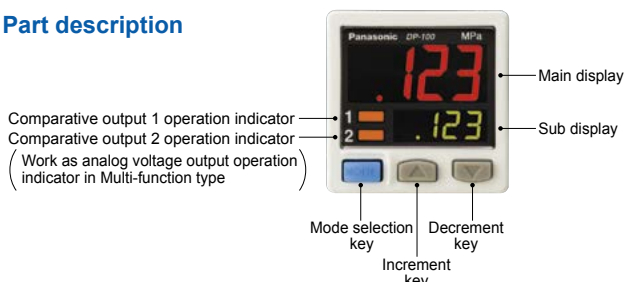 Part description
Panasonic DP-100 MPa
.123
Main display
Comparative output 1 operation indicator
1
.123
Sub display
Comparative output 2 operation indicator
2
(Work as analog voltage output operation
indicator in Multi-function type)
MODE
Mode selection
key
Decrement
key
Increment
key